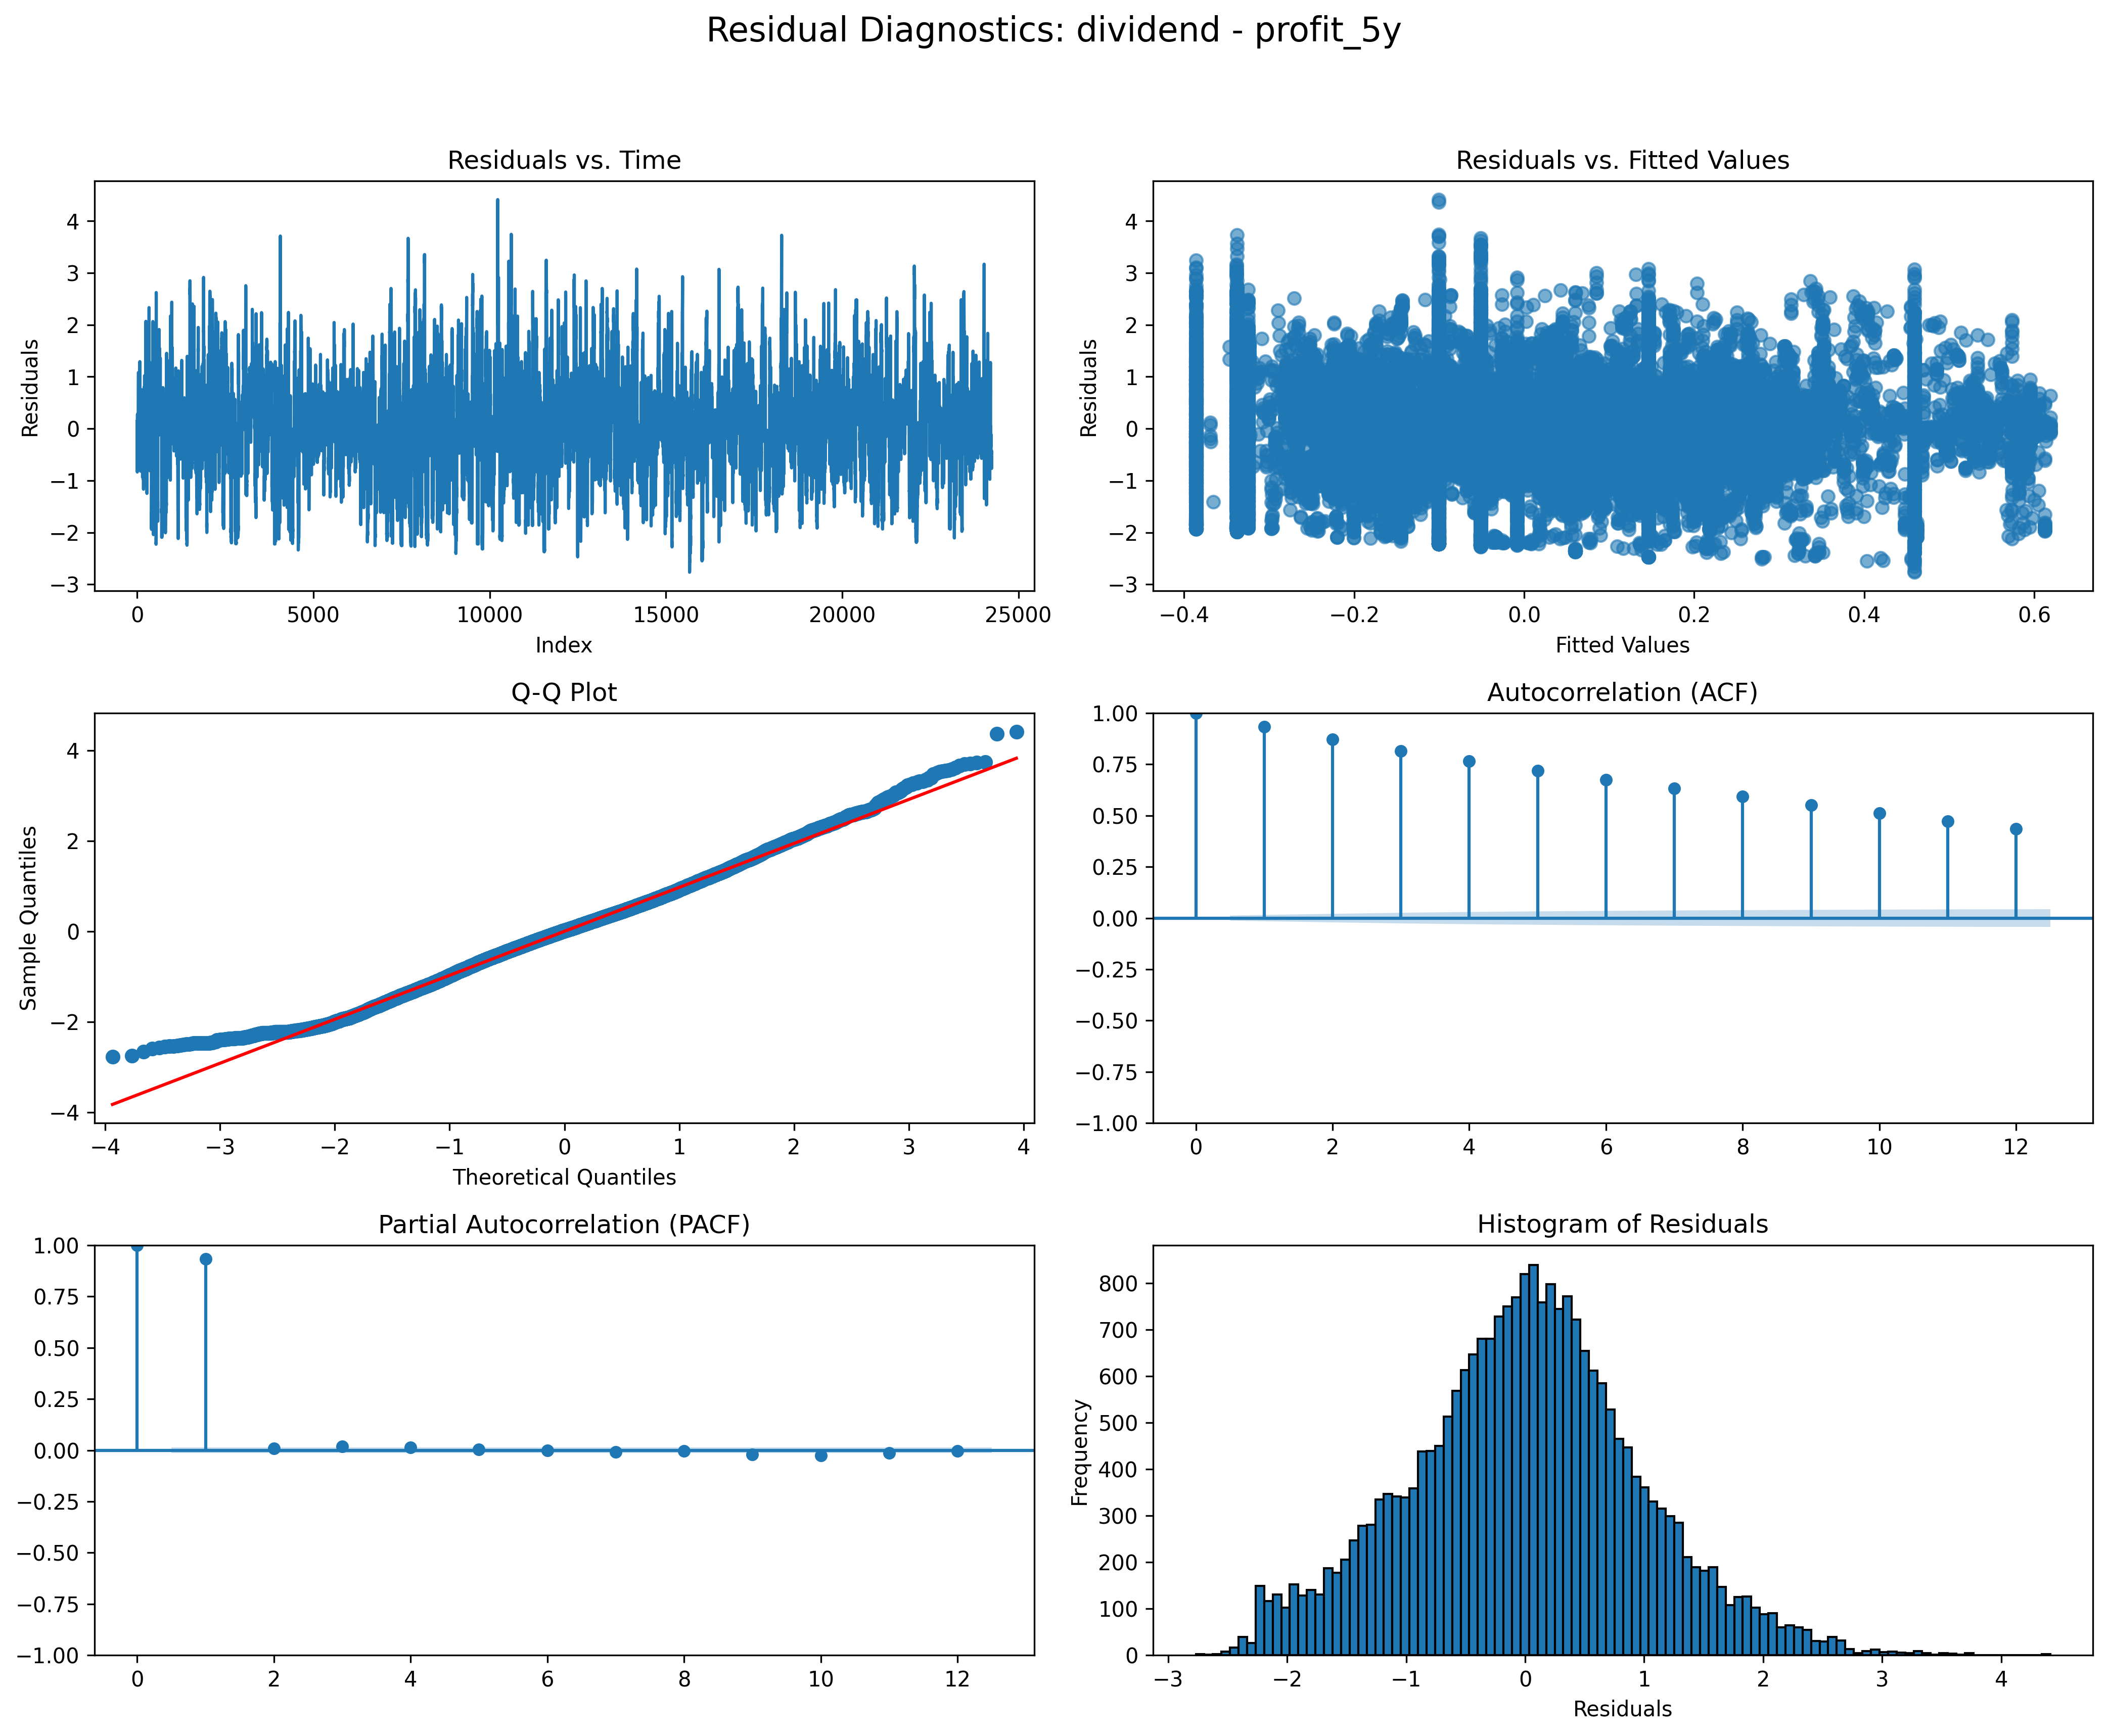 Residual Diagnostics: dividend - profit_5y
Residuals vs. Time
Residuals
4
3
2
1
0
−1
−2
−3
0 5000 10000 15000 20000 25000
Index
Residuals vs. Fitted Values
Residuals
4
3
2
1
0
−1
−2
−3
−0.4 −0.2 0.0 0.2 0.4 0.6
Fitted Values
Q-Q Plot
Sample Quantiles
4
2
0
−2
−4
−4 −3 −2 −1 0 1 2 3 4
Theoretical Quantiles
Autocorrelation (ACF)
1.00
0.75
0.50
0.25
0.00
−0.25
−0.50
−0.75
−1.00
0 2 4 6 8 10 12
Partial Autocorrelation (PACF)
1.00
0.75
0.50
0.25
0.00
−0.25
−0.50
−0.75
−1.00
0 2 4 6 8 10 12
Histogram of Residuals
Frequency
800
700
600
500
400
300
200
100
0
−3 −2 −1 0 1 2 3 4
Residuals